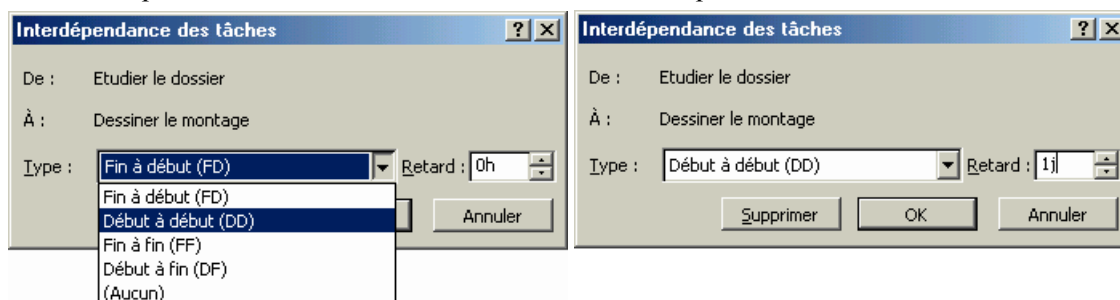 Interdépendance des tâches
De : Etudier le dossier
À : Dessiner le montage
Type : Fin à début (FD) Retard : 0h
Fin à début (FD)
Début à début (DD)
Annuler
Fin à fin (FF)
Début à fin (DF)
(Aucun)
Interdépendance des tâches
De : Etudier le dossier
À : Dessiner le montage
Type : Début à début (DD) Retard : 1j
Supprimer OK Annuler